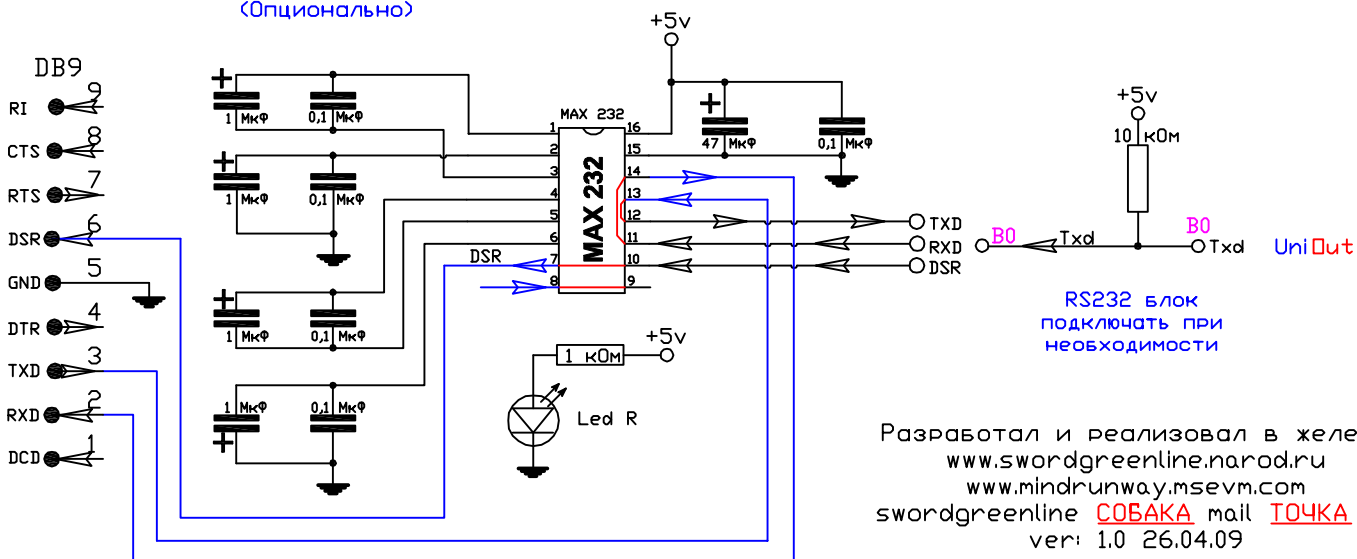 (Опционально)
+5v
DB9
9
RI
8
CTS
7
RTS
6
DSR
5
GND
4
DTR
3
TXD
2
RXD
1
DCD
1 МкФ
0,1 МкФ
1 МкФ
0,1 МкФ
1 МкФ
0,1 МкФ
1 МкФ
0,1 МкФ
MAX 232
MAX 232
1
2
3
4
5
6
7
8
16
15
14
13
12
11
10
9
DSR
47 МкФ
0,1 МкФ
TXD
RXD
DSR
+5v
10 кОм
B0
Txd
B0
Txd
UniOut
RS232 блок
подключать при
необходимости
+5v
1 кОм
Led R
Разработал и реализовал в желе
www.swordgreenline.narod.ru
www.mindrunway.msevm.com
swordgreenline СОБАКА mail ТОЧКА
ver: 1.0 26.04.09